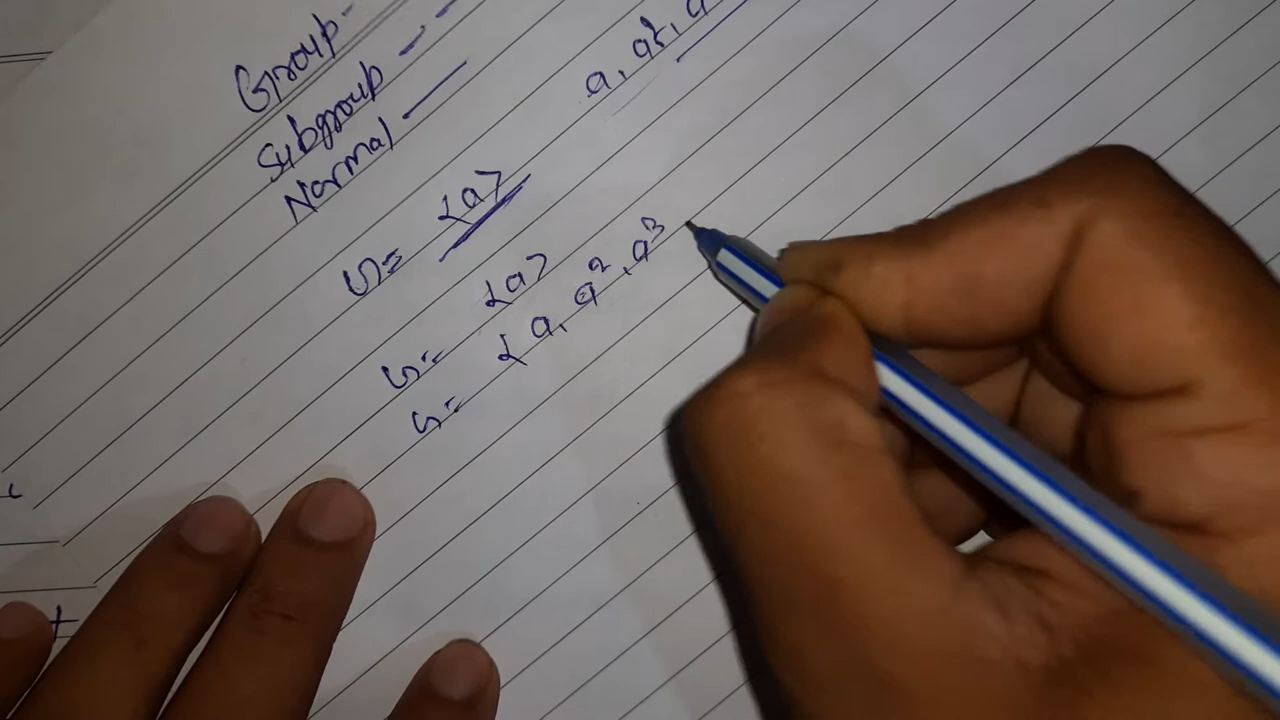 Group -
Subgroup -
Normal -
a, a², a
G = <a>
G = <a>
G = { a, a², a³